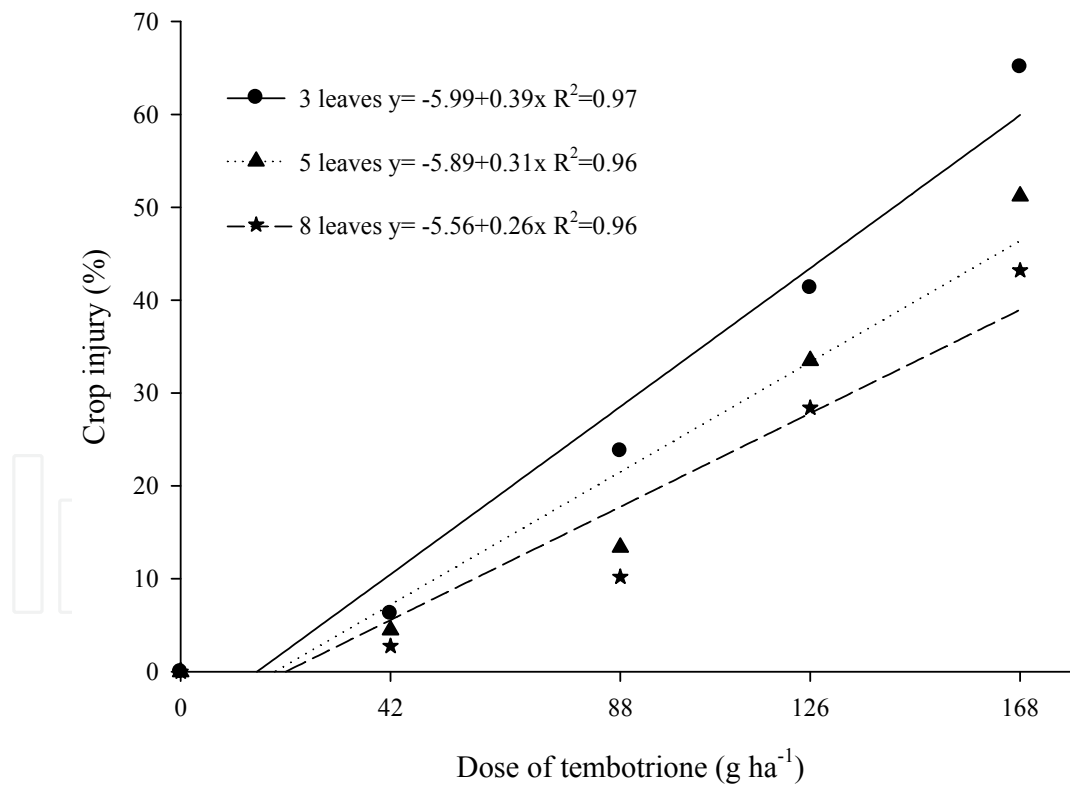 70
60
50
40
30
20
10
0
Crop injury (%)
3 leaves y= -5.99+0.39x R²=0.97
5 leaves y= -5.89+0.31x R²=0.96
8 leaves y= -5.56+0.26x R²=0.96
0 42 88 126 168
Dose of tembotrione (g ha⁻¹)